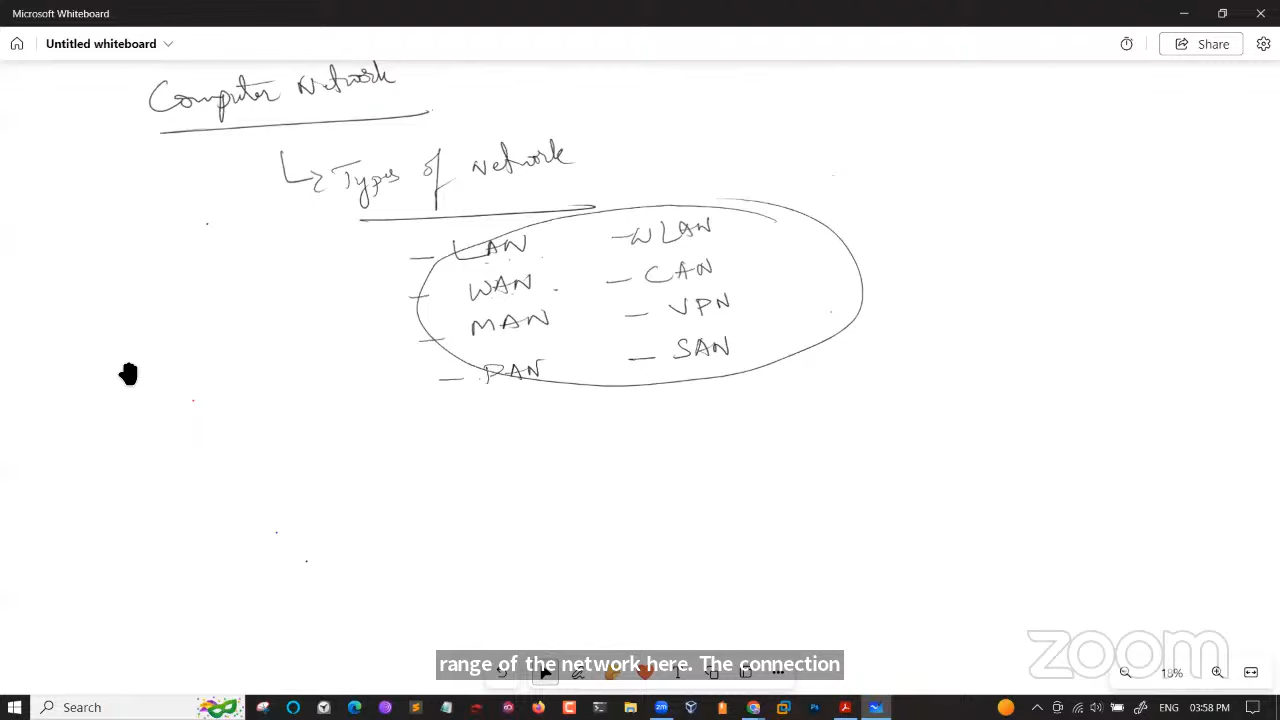 Microsoft Whiteboard
Untitled whiteboard
Share
Computer Network
Types of Network
- LAN
- WAN
- MAN
- PAN
- WLAN
- CAN
- VPN
- SAN
range of the network here. The connection
zoom
18%
Search
ENG
03:58 PM